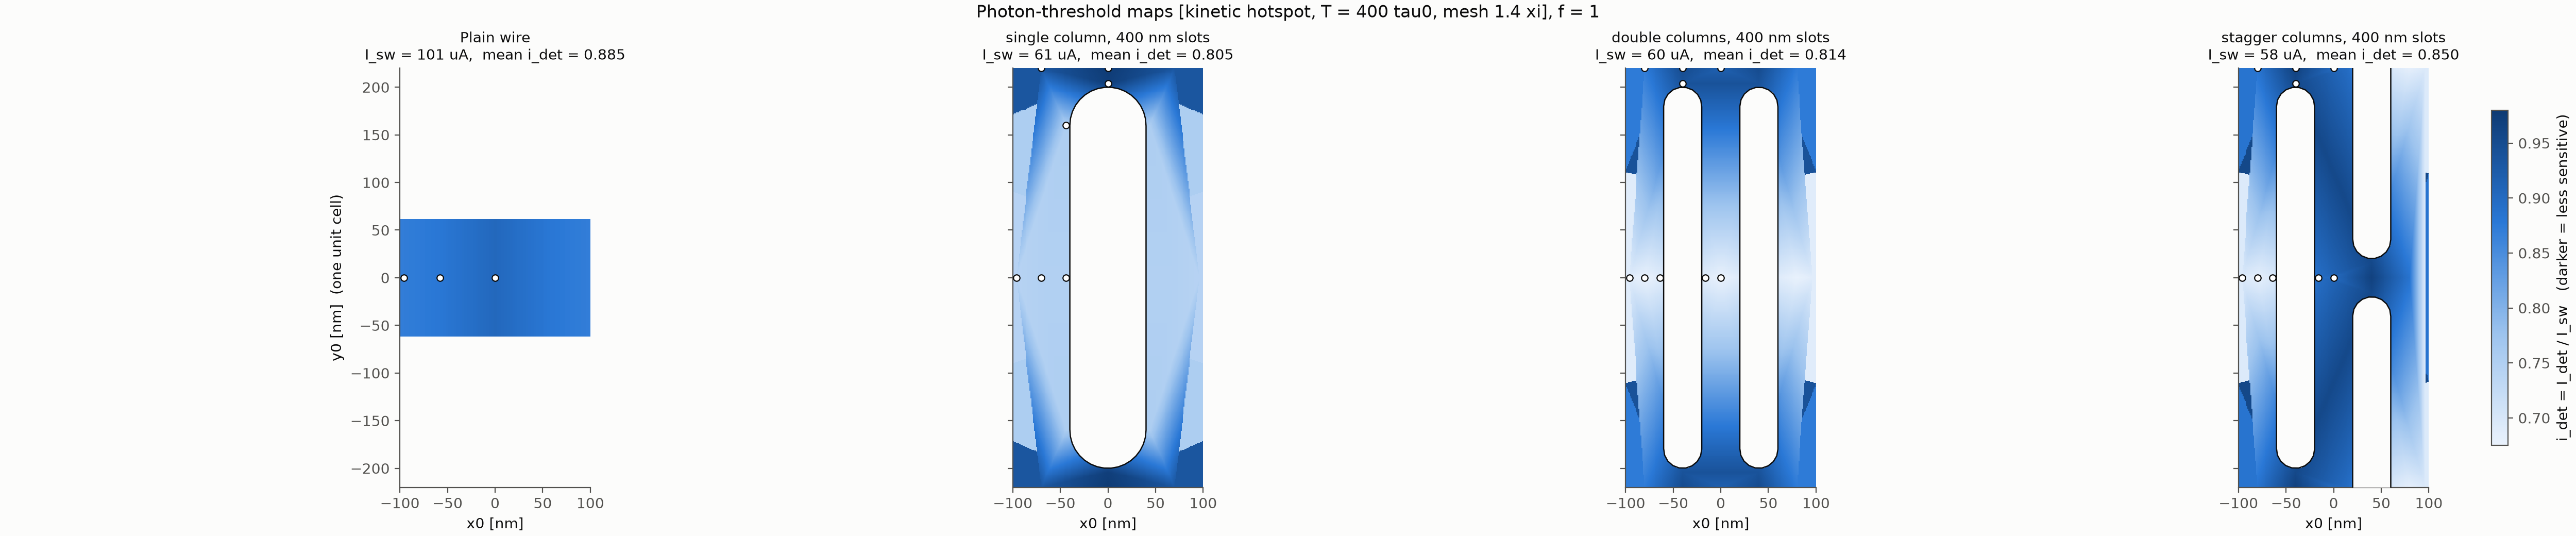 Photon-threshold maps [kinetic hotspot, T = 400 tau0, mesh 1.4 xi], f = 1
Plain wire
I_sw = 101 uA,  mean i_det = 0.885
single column, 400 nm slots
I_sw = 61 uA,  mean i_det = 0.805
double columns, 400 nm slots
I_sw = 60 uA,  mean i_det = 0.814
stagger columns, 400 nm slots
I_sw = 58 uA,  mean i_det = 0.850
y0 [nm]  (one unit cell)
200
150
100
50
0
−50
−100
−150
−200
−100 −50 0 50 100
x0 [nm]
−100 −50 0 50 100
x0 [nm]
−100 −50 0 50 100
x0 [nm]
−100 −50 0 50 100
x0 [nm]
0.95
0.90
0.85
0.80
0.75
0.70
i_det = I_det / I_sw   (darker = less sensitive)